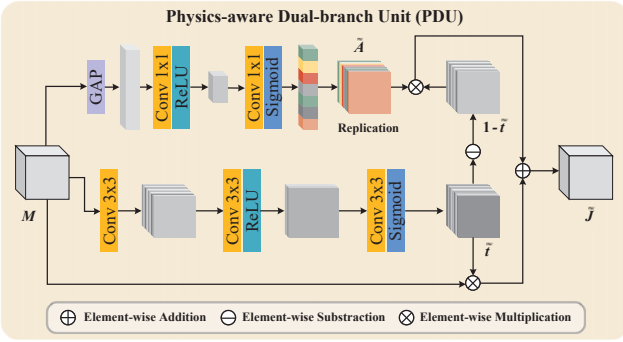 Physics-aware Dual-branch Unit (PDU)
GAP
Conv 1x1
ReLU
Conv 1x1
Sigmoid
Ã
Replication
1 - t̃
M
Conv 3x3
Conv 3x3
ReLU
Conv 3x3
Sigmoid
t̃
J̃
Element-wise Addition
Element-wise Substraction
Element-wise Multiplication